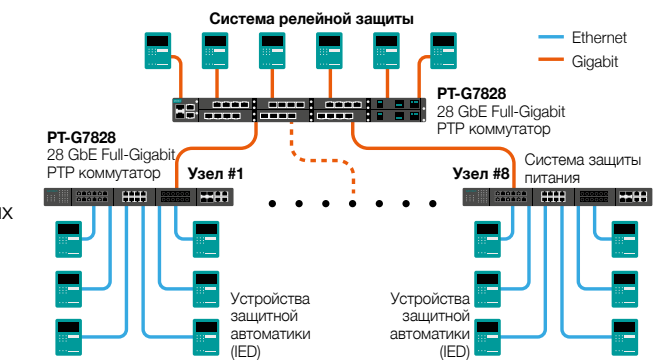 Система релейной защиты
Ethernet
Gigabit
PT-G7828
28 GbE Full-Gigabit
PTP коммутатор
PT-G7828
28 GbE Full-Gigabit
PTP коммутатор
Узел #1
Узел #8
Система защиты
питания
их
Устройства
защитной
автоматики
(IED)
Устройства
защитной
автоматики
(IED)